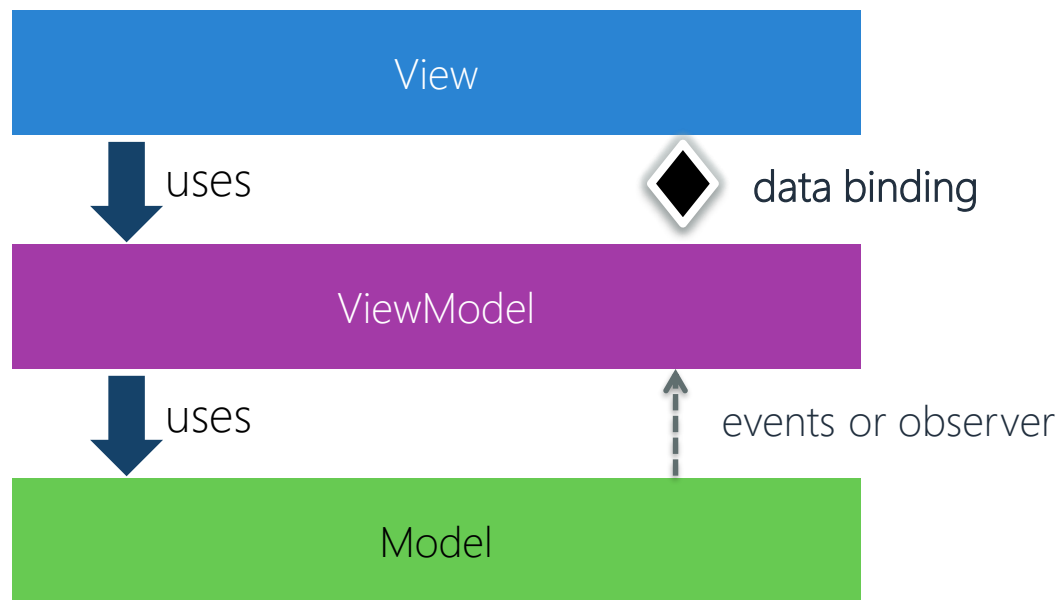 View
uses
data binding
ViewModel
uses
events or observer
Model